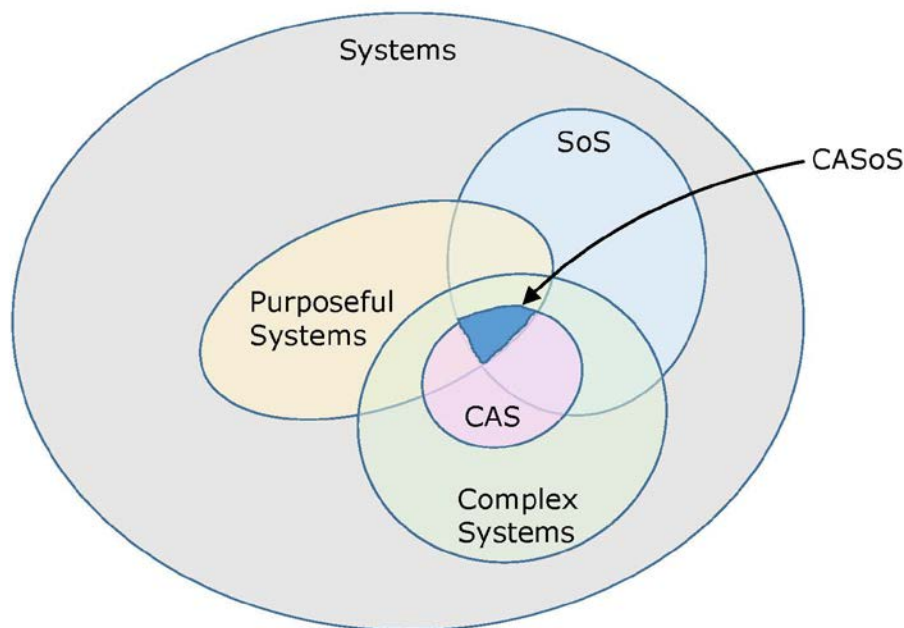 Systems
SoS
CASoS
Purposeful
Systems
CAS
Complex
Systems